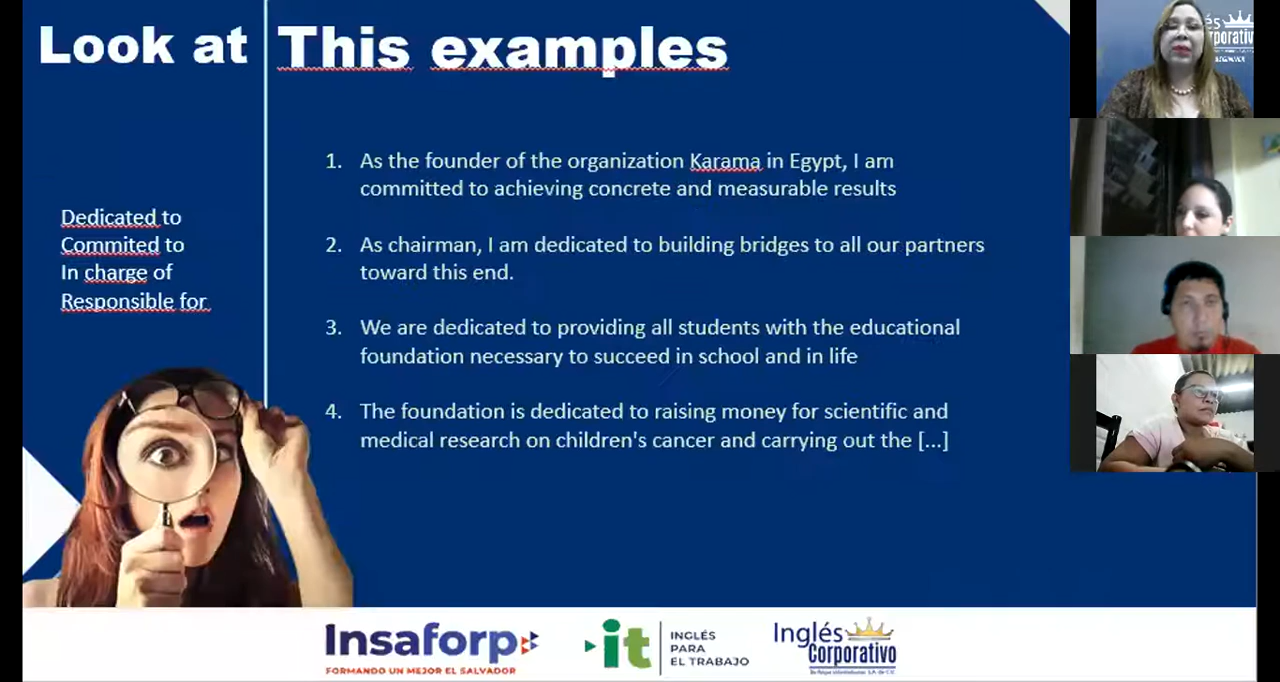 Look at This examples
Dedicated to
Commited to
In charge of
Responsible for
1. As the founder of the organization Karama in Egypt, I am
committed to achieving concrete and measurable results
2. As chairman, I am dedicated to building bridges to all our partners
toward this end.
3. We are dedicated to providing all students with the educational
foundation necessary to succeed in school and in life
4. The foundation is dedicated to raising money for scientific and
medical research on children's cancer and carrying out the [...]
Insaforp
FORMANDO UN MEJOR EL SALVADOR
it
INGLÉS
PARA
EL TRABAJO
Inglés
Corporativo